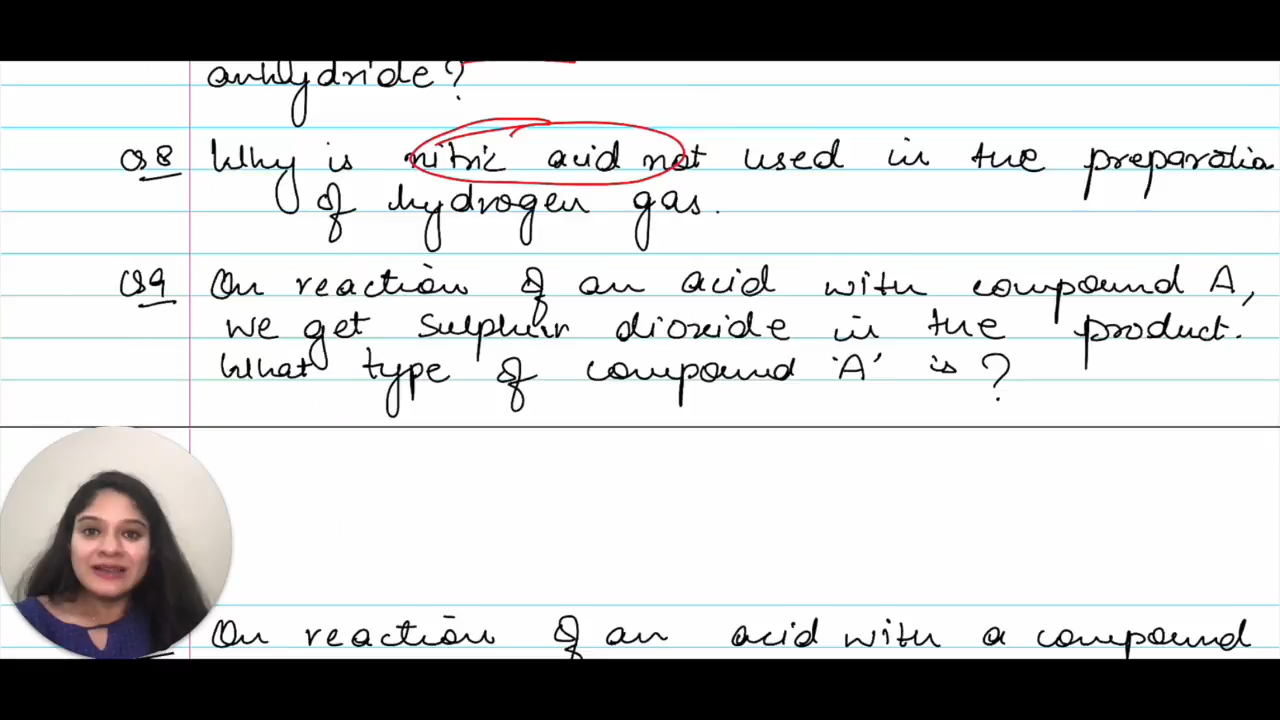 anhydride?
Q8 Why is nitric acid not used in the preparatio
of hydrogen gas.
Q9 On reaction of an acid with compound A,
we get sulphur dioxide in the product.
What type of compound 'A' is?
On reaction of an acid with a compound